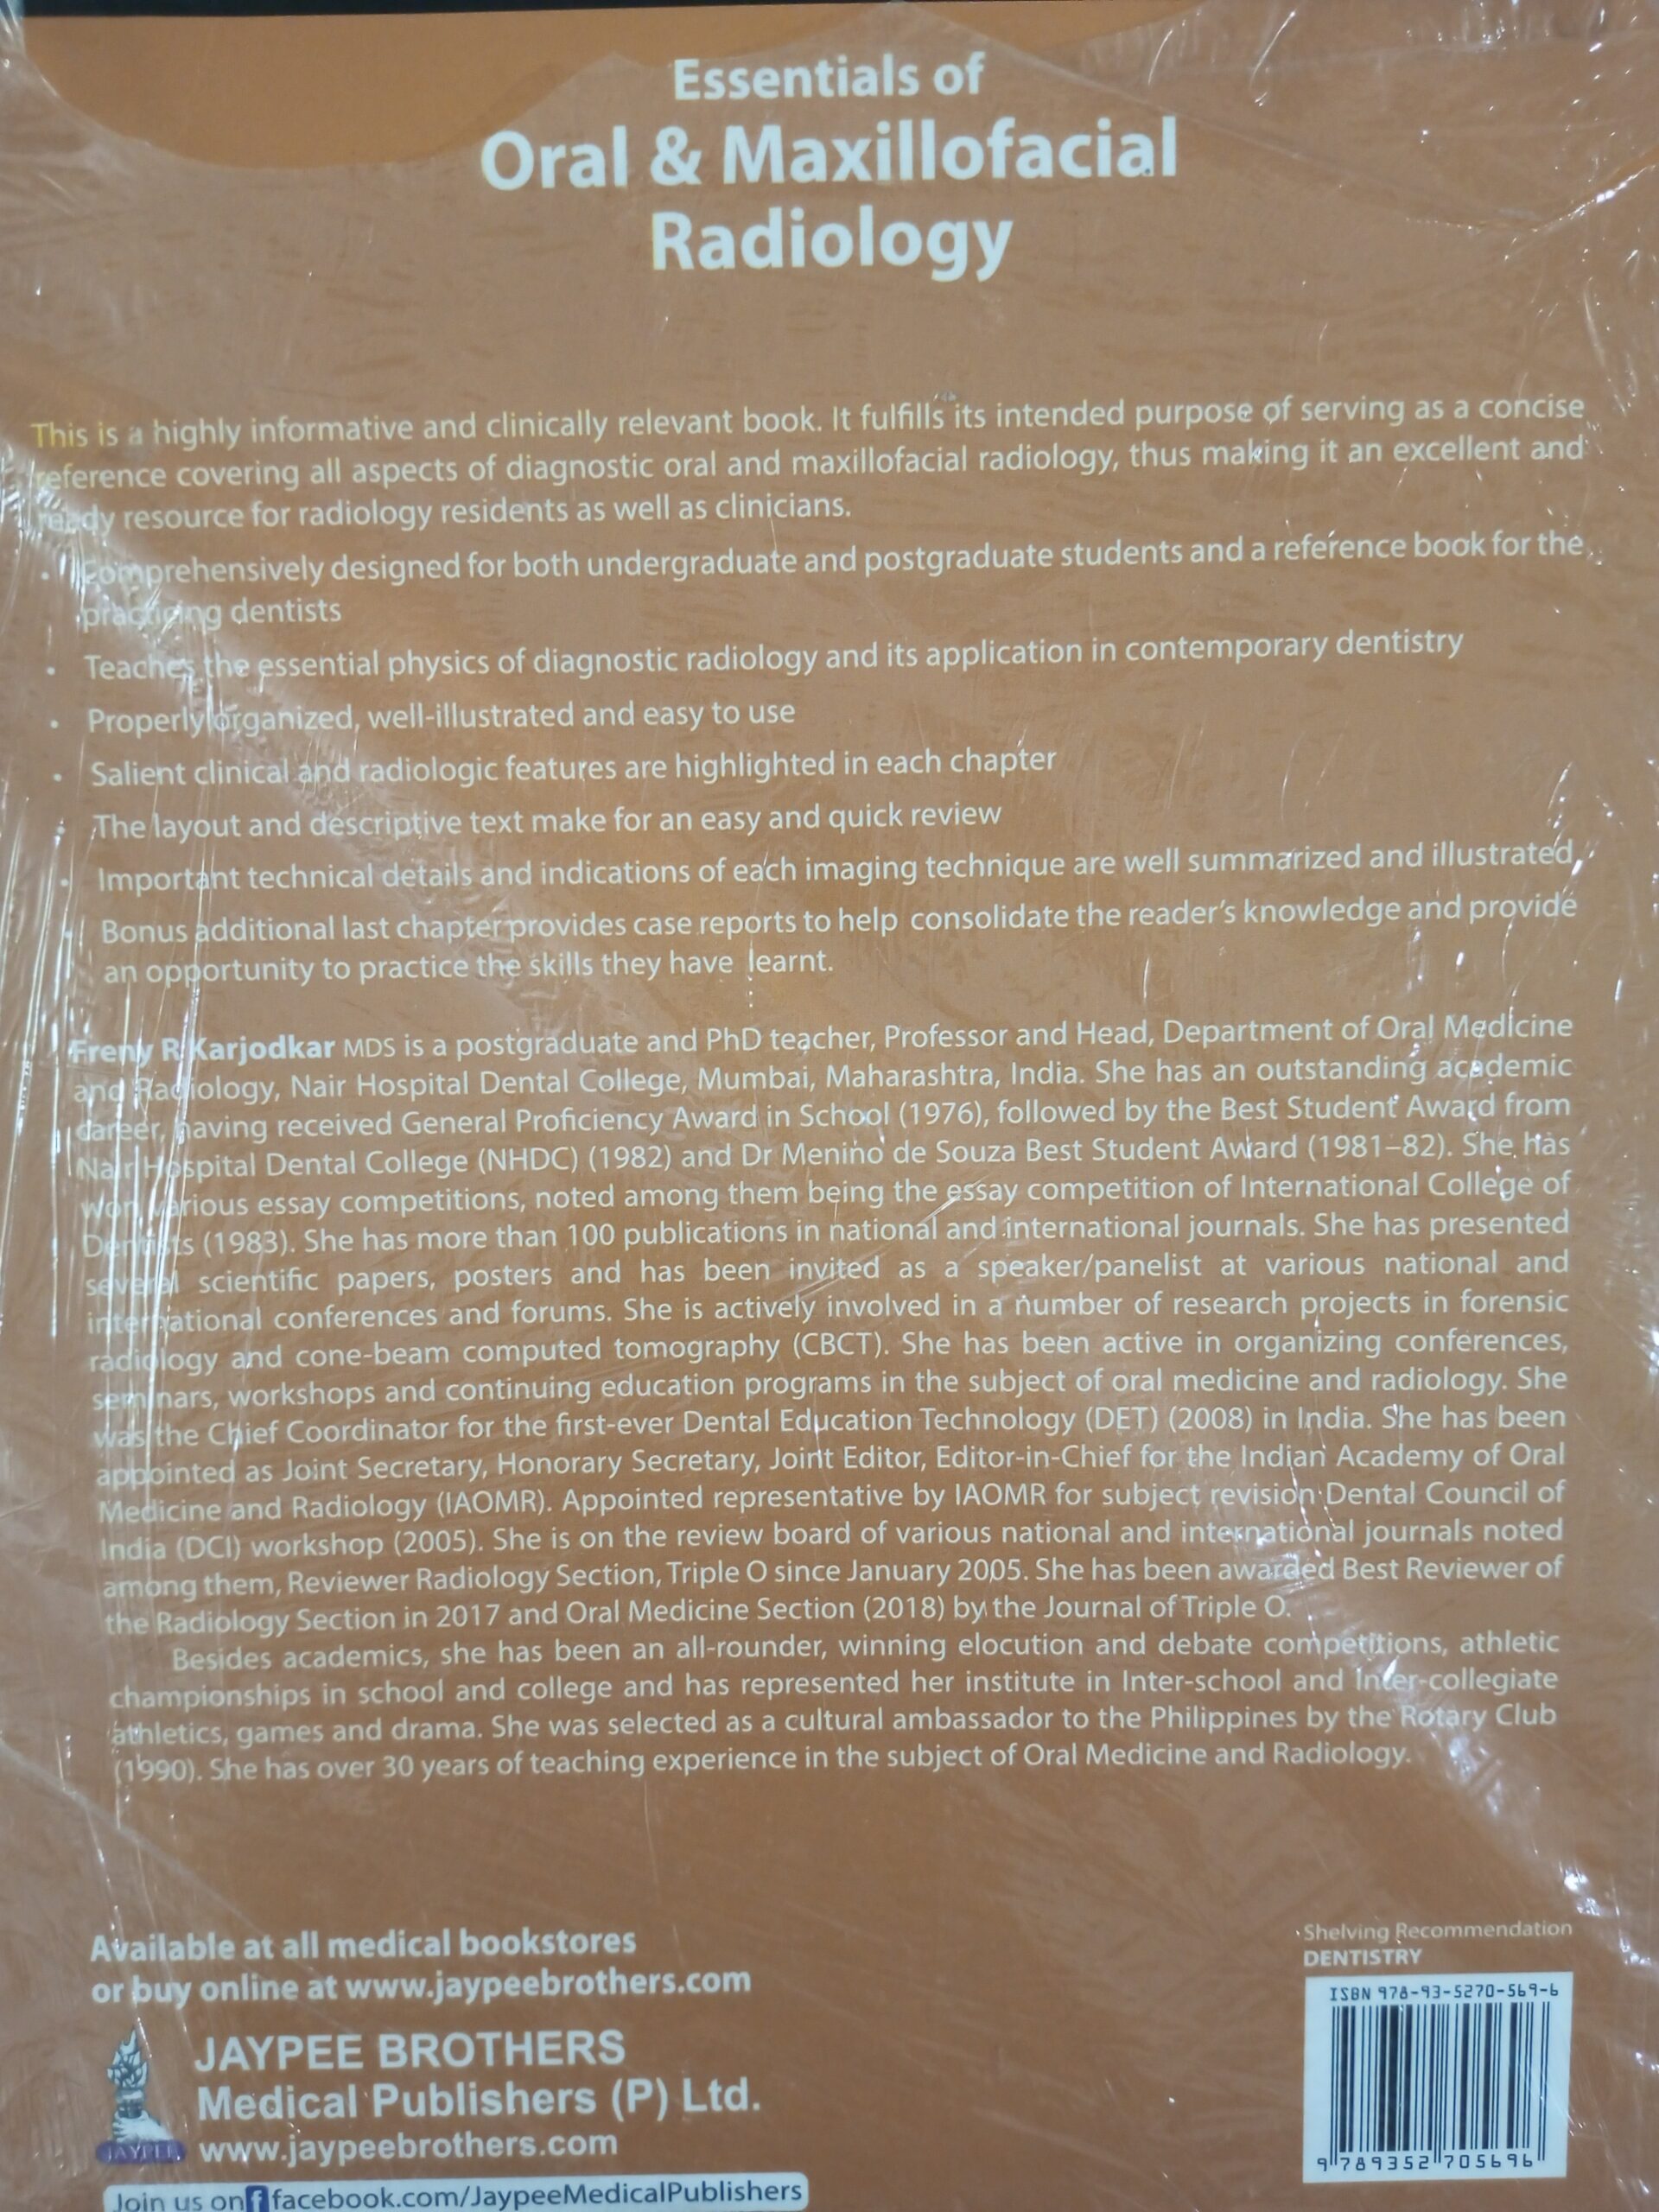 Essentials of
Oral & Maxillofacial
Radiology
This is a highly informative and clinically relevant book. It fulfills its intended purpose of serving as a concise
reference covering all aspects of diagnostic oral and maxillofacial radiology, thus making it an excellent and
ready resource for radiology residents as well as clinicians.
• Comprehensively designed for both undergraduate and postgraduate students and a reference book for the
practicing dentists
• Teaches the essential physics of diagnostic radiology and its application in contemporary dentistry
• Properly organized, well-illustrated and easy to use
• Salient clinical and radiologic features are highlighted in each chapter
• The layout and descriptive text make for an easy and quick review
• Important technical details and indications of each imaging technique are well summarized and illustrated
• Bonus additional last chapter provides case reports to help consolidate the reader's knowledge and provide
an opportunity to practice the skills they have learnt.
Freny R Karjodkar MDS is a postgraduate and PhD teacher, Professor and Head, Department of Oral Medicine
and Radiology, Nair Hospital Dental College, Mumbai, Maharashtra, India. She has an outstanding academic
career, having received General Proficiency Award in School (1976), followed by the Best Student Award from
Nair Hospital Dental College (NHDC) (1982) and Dr Menino de Souza Best Student Award (1981–82). She has
won various essay competitions, noted among them being the essay competition of International College of
Dentists (1983). She has more than 100 publications in national and international journals. She has presented
several scientific papers, posters and has been invited as a speaker/panelist at various national and
international conferences and forums. She is actively involved in a number of research projects in forensic
radiology and cone-beam computed tomography (CBCT). She has been active in organizing conferences,
seminars, workshops and continuing education programs in the subject of oral medicine and radiology. She
was the Chief Coordinator for the first-ever Dental Education Technology (DET) (2008) in India. She has been
appointed as Joint Secretary, Honorary Secretary, Joint Editor, Editor-in-Chief for the Indian Academy of Oral
Medicine and Radiology (IAOMR). Appointed representative by IAOMR for subject revision Dental Council of
India (DCI) workshop (2005). She is on the review board of various national and international journals noted
among them, Reviewer Radiology Section, Triple O since January 2005. She has been awarded Best Reviewer of
the Radiology Section in 2017 and Oral Medicine Section (2018) by the Journal of Triple O.
Besides academics, she has been an all-rounder, winning elocution and debate competitions, athletic
championships in school and college and has represented her institute in Inter-school and Inter-collegiate
athletics, games and drama. She was selected as a cultural ambassador to the Philippines by the Rotary Club
(1990). She has over 30 years of teaching experience in the subject of Oral Medicine and Radiology.
Available at all medical bookstores
or buy online at www.jaypeebrothers.com
JAYPEE BROTHERS
Medical Publishers (P) Ltd.
www.jaypeebrothers.com
JAYPEE
Join us on f facebook.com/JaypeeMedicalPublishers
Shelving Recommendation
DENTISTRY
ISBN 978-93-5270-569-6
9 789352 705696